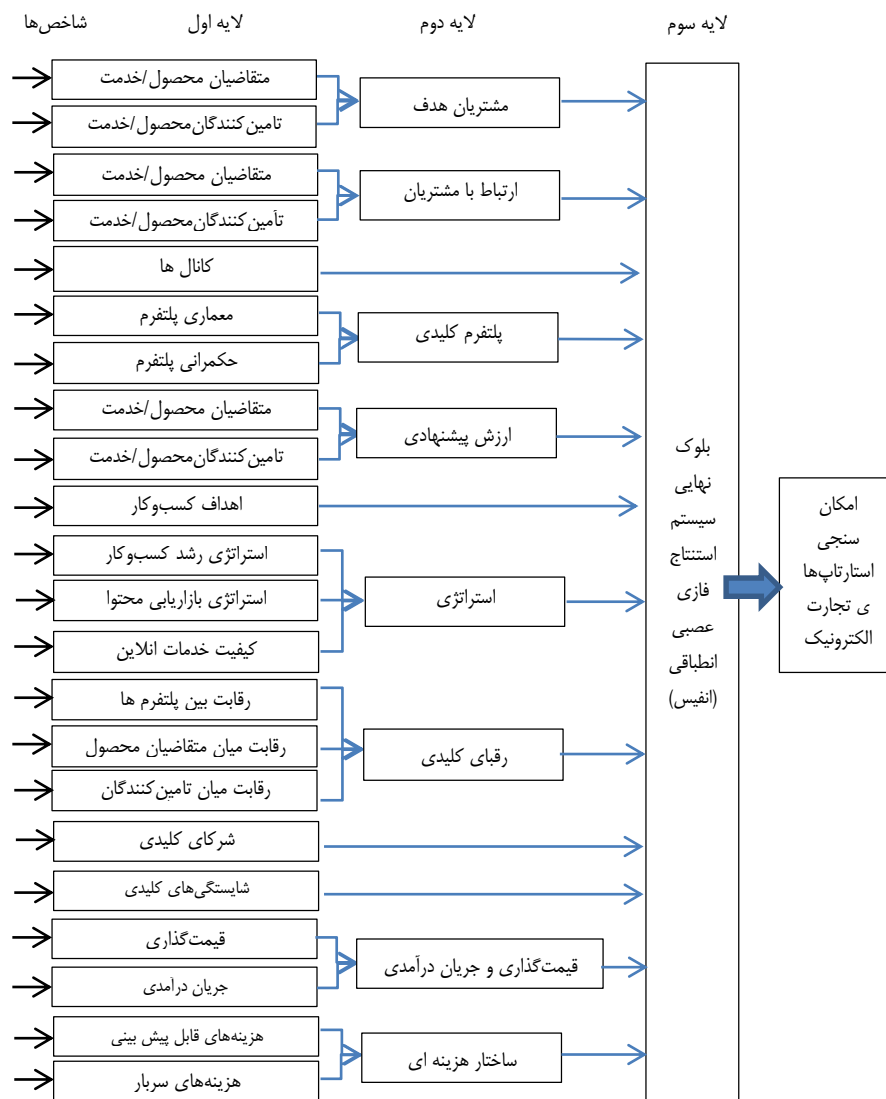 شاخص‌ها لایه اول لایه دوم لایه سوم
متقاضیان محصول/خدمت
تامین‌کنندگان‌محصول/خدمت
مشتریان هدف
متقاضیان محصول/خدمت
تأمین‌کنندگان‌محصول/خدمت
ارتباط با مشتریان
کانال ها
معماری پلتفرم
حکمرانی پلتفرم
پلتفرم کلیدی
متقاضیان محصول/خدمت
تامین‌کنندگان‌محصول/خدمت
ارزش پیشنهادی
اهداف کسب‌وکار
استراتژی رشد کسب‌وکار
استراتژی بازاریابی محتوا
کیفیت خدمات انلاین
استراتژی
رقابت بین پلتفرم ها
رقابت میان متقاضیان محصول
رقابت میان تامین‌کنندگان
رقبای کلیدی
شرکای کلیدی
شایستگی‌های کلیدی
قیمت‌گذاری
جریان درآمدی
قیمت‌گذاری و جریان درآمدی
هزینه‌های قابل پیش بینی
هزینه‌های سربار
ساختار هزینه ای
بلوک
نهایی
سیستم
استنتاج
فازی
عصبی
انطباقی
(انفیس)
امکان
سنجی
استارتاپ‌ها
ی تجارت
الکترونیک